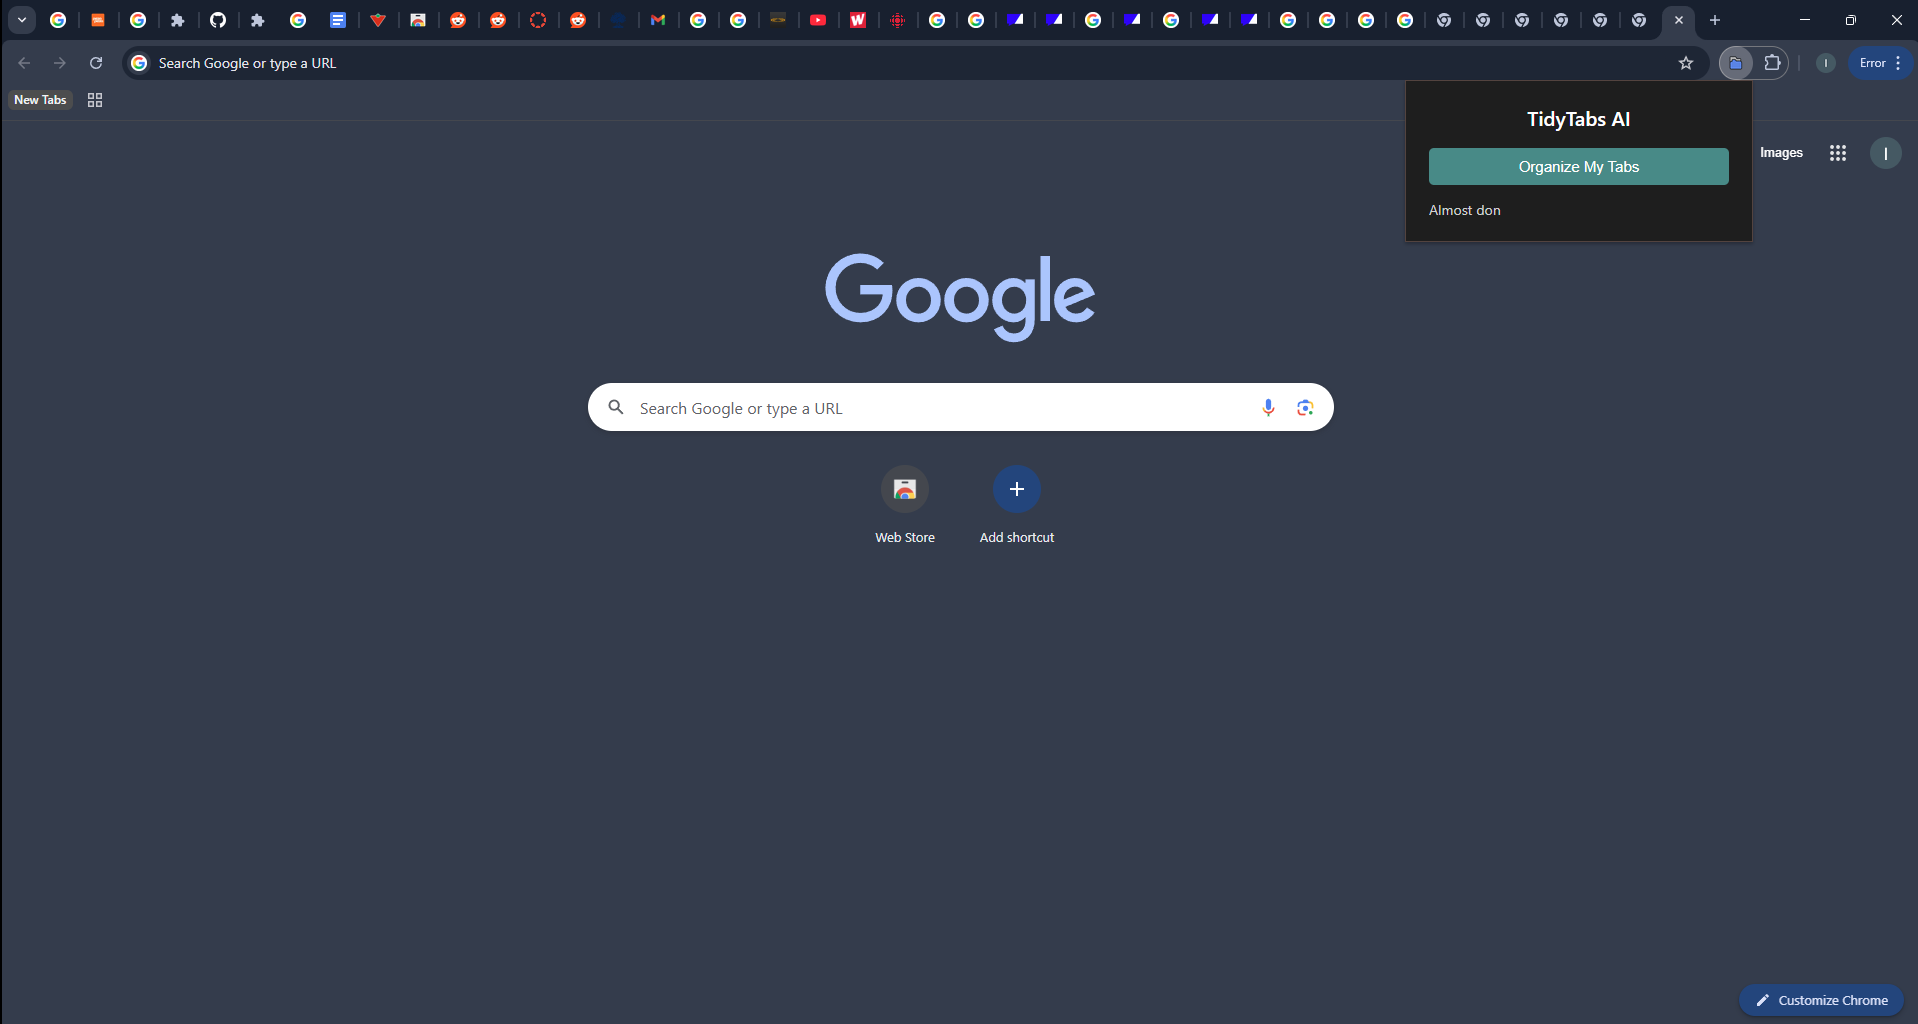 Search Google or type a URL
Error
New Tabs
TidyTabs AI
Organize My Tabs
Almost don
Images
Google
Search Google or type a URL
Web Store
Add shortcut
Customize Chrome